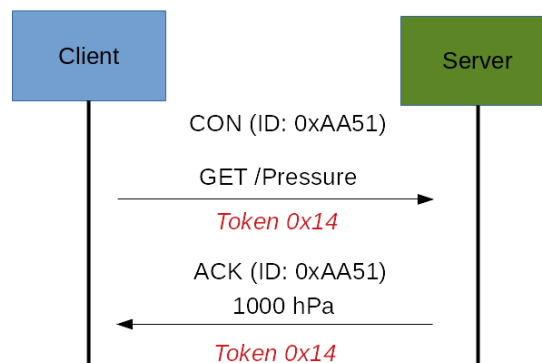 Client
Server
CON (ID: 0xAA51)
GET /Pressure
Token 0x14
ACK (ID: 0xAA51)
1000 hPa
Token 0x14